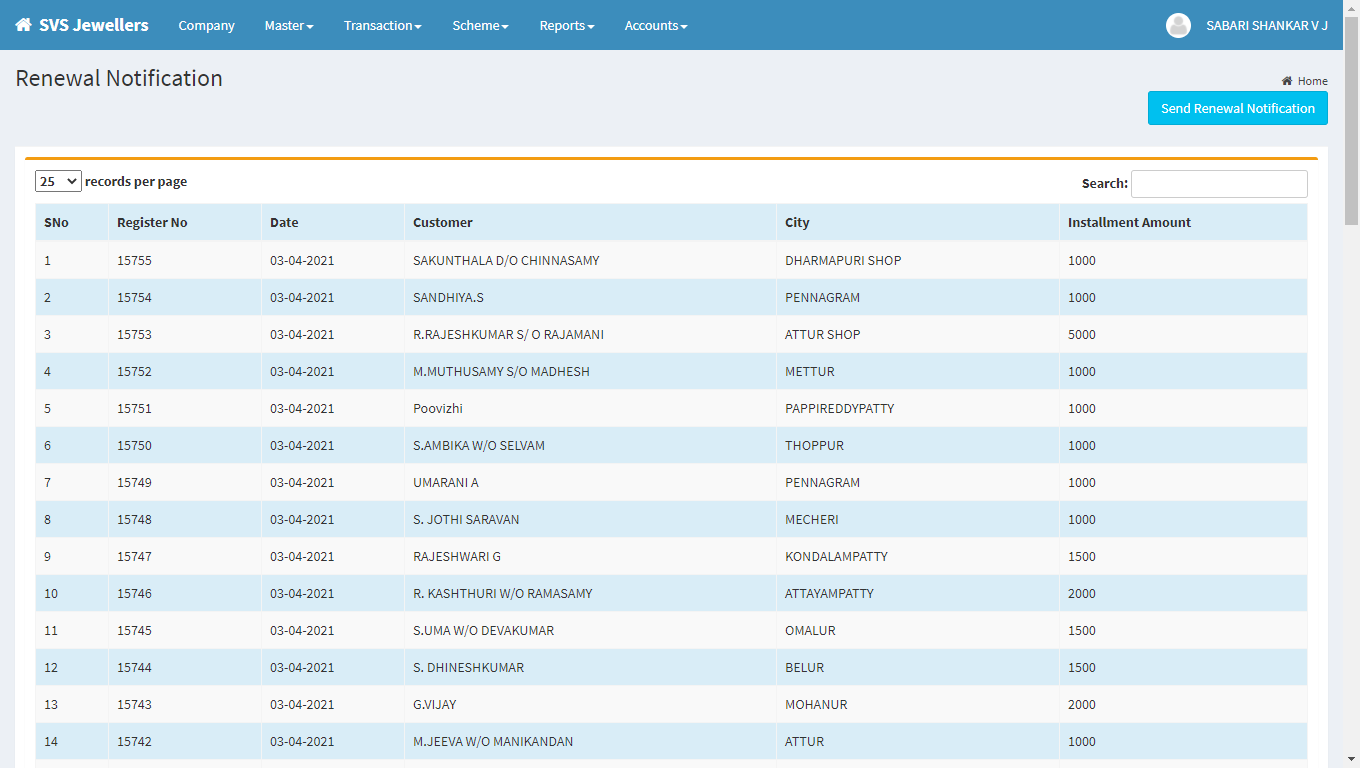 SVS Jewellers Company Master Transaction Scheme Reports Accounts SABARI SHANKAR V J
Renewal Notification
Home
Send Renewal Notification
25 records per page Search:
SNo Register No Date Customer City Installment Amount
1 15755 03-04-2021 SAKUNTHALA D/O CHINNASAMY DHARMAPURI SHOP 1000
2 15754 03-04-2021 SANDHIYA.S PENNAGRAM 1000
3 15753 03-04-2021 R.RAJESHKUMAR S/ O RAJAMANI ATTUR SHOP 5000
4 15752 03-04-2021 M.MUTHUSAMY S/O MADHESH METTUR 1000
5 15751 03-04-2021 Poovizhi PAPPIREDDYPATTY 1000
6 15750 03-04-2021 S.AMBIKA W/O SELVAM THOPPUR 1000
7 15749 03-04-2021 UMARANI A PENNAGRAM 1000
8 15748 03-04-2021 S. JOTHI SARAVAN MECHERI 1000
9 15747 03-04-2021 RAJESHWARI G KONDALAMPATTY 1500
10 15746 03-04-2021 R. KASHTHURI W/O RAMASAMY ATTAYAMPATTY 2000
11 15745 03-04-2021 S.UMA W/O DEVAKUMAR OMALUR 1500
12 15744 03-04-2021 S. DHINESHKUMAR BELUR 1500
13 15743 03-04-2021 G.VIJAY MOHANUR 2000
14 15742 03-04-2021 M.JEEVA W/O MANIKANDAN ATTUR 1000